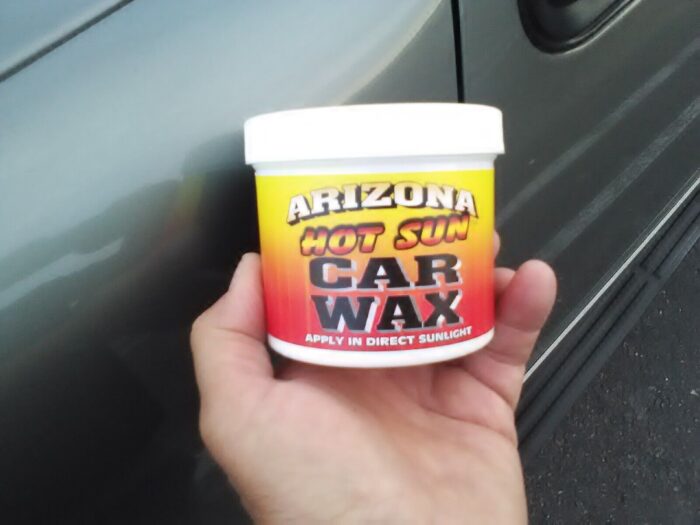 ARIZONA
HOT SUN
CAR
WAX
APPLY IN DIRECT SUNLIGHT